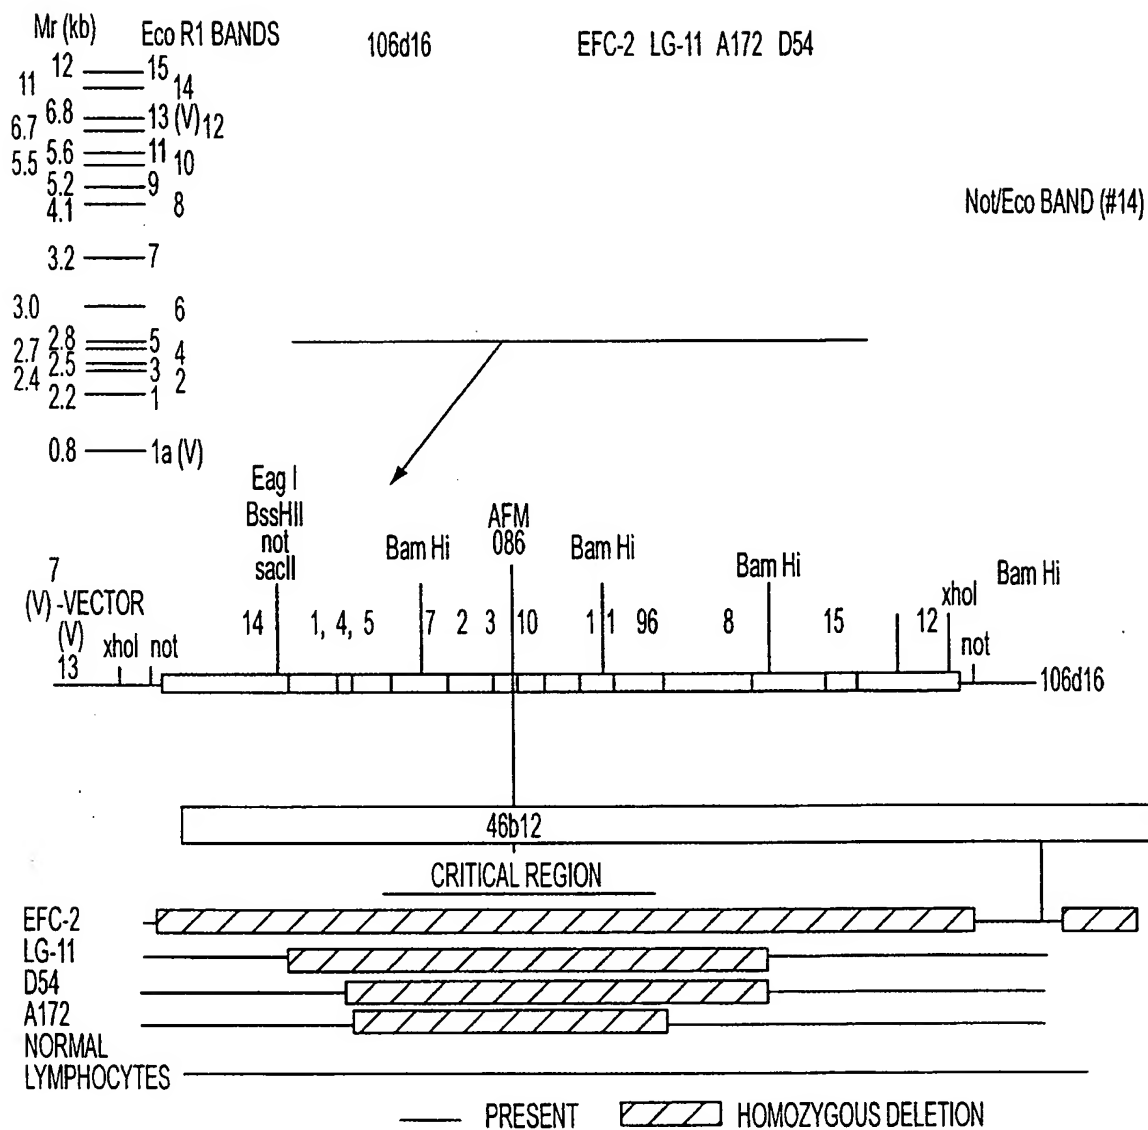 Mr (kb) Eco R1 BANDS 106d16 EFC-2 LG-11 A172 D54
12 15
11 14
6.8 13 (V)
6.7 12
5.6 11
5.5 10
5.2 9
4.1 8
Not/Eco BAND (#14)
3.2 7
3.0 6
2.8 5
2.7 4
2.5 3
2.4 2
2.2 1
0.8 1a (V)
Eag I
BssHII
not
sacII
Bam Hi
AFM
086
Bam Hi
Bam Hi
Bam Hi
7
(V) -VECTOR
(V)
13
xhol not
14 1, 4, 5 7 2 3 10 1 1 96 8 15 12
xhol
not
106d16
46b12
CRITICAL REGION
EFC-2
LG-11
D54
A172
NORMAL
LYMPHOCYTES
PRESENT HOMOZYGOUS DELETION